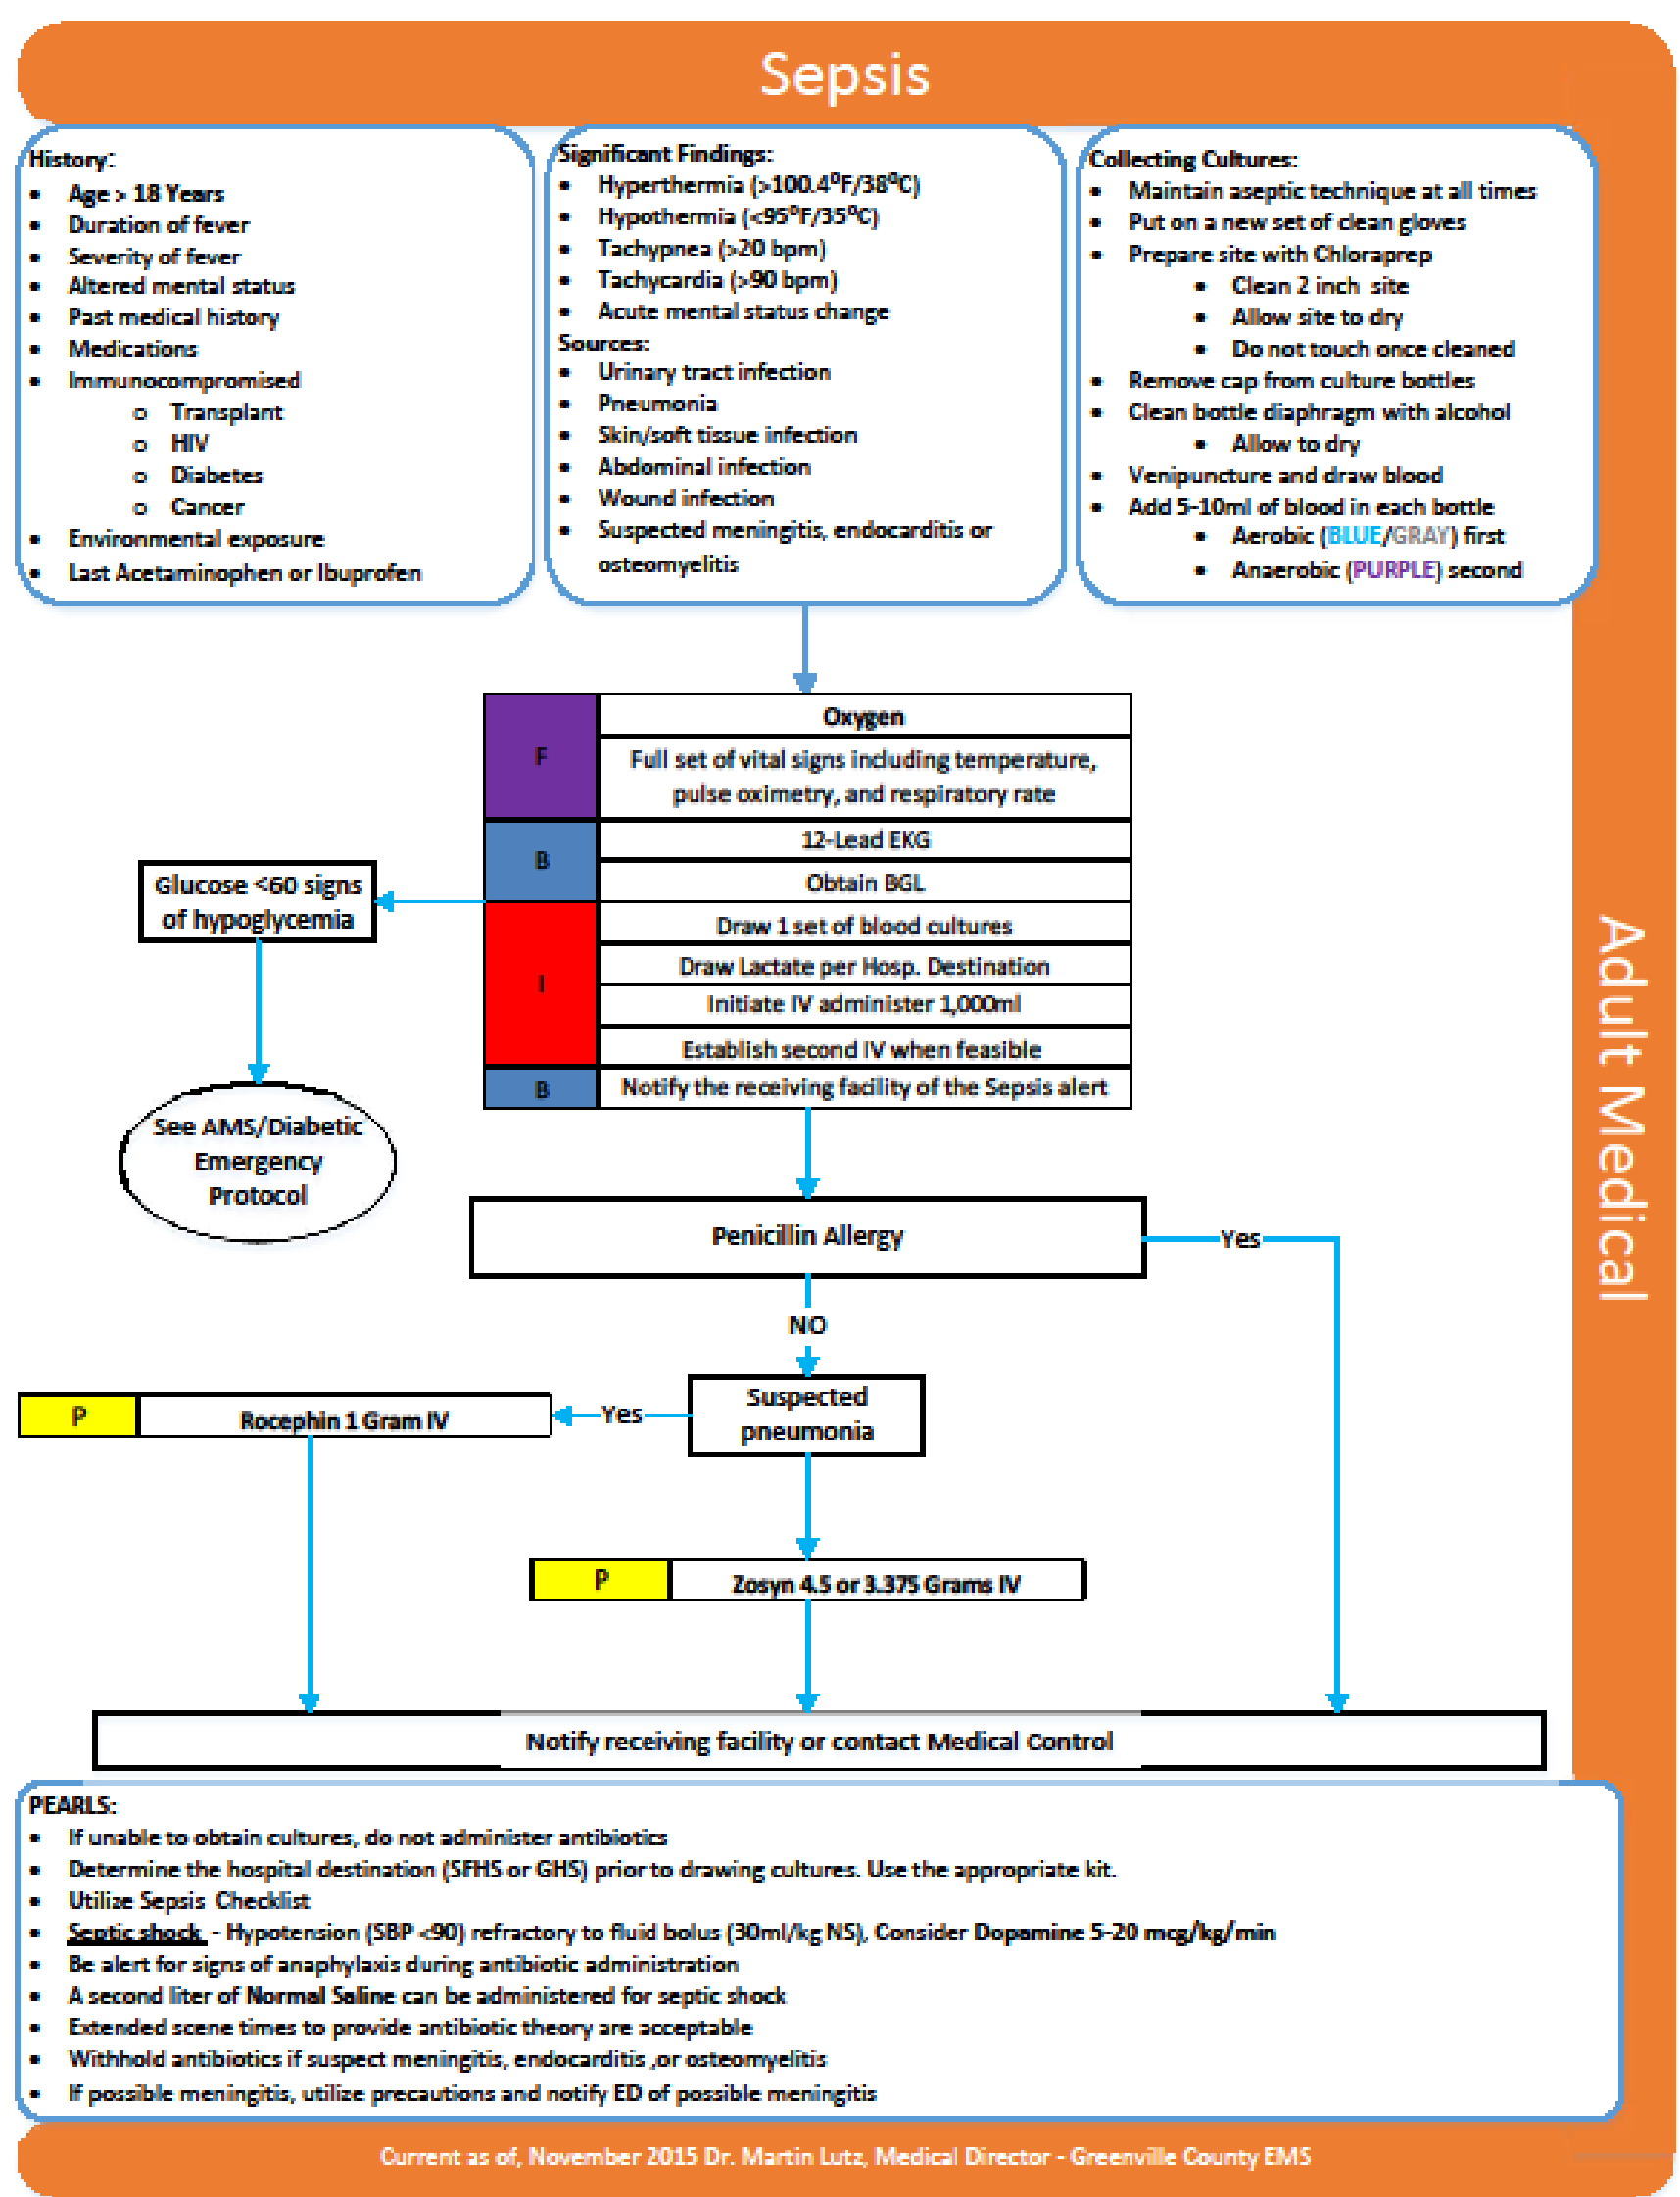 Sepsis
History:
• Age > 18 Years
• Duration of fever
• Severity of fever
• Altered mental status
• Past medical history
• Medications
• Immunocompromised
o Transplant
o HIV
o Diabetes
o Cancer
• Environmental exposure
• Last Acetaminophen or Ibuprofen
Significant Findings:
• Hyperthermia (>100.4⁰F/38⁰C)
• Hypothermia (<95⁰F/35⁰C)
• Tachypnea (>20 bpm)
• Tachycardia (>90 bpm)
• Acute mental status change
Sources:
• Urinary tract infection
• Pneumonia
• Skin/soft tissue infection
• Abdominal infection
• Wound infection
• Suspected meningitis, endocarditis or
osteomyelitis
Collecting Cultures:
• Maintain aseptic technique at all times
• Put on a new set of clean gloves
• Prepare site with Chloraprep
• Clean 2 inch site
• Allow site to dry
• Do not touch once cleaned
• Remove cap from culture bottles
• Clean bottle diaphragm with alcohol
• Allow to dry
• Venipuncture and draw blood
• Add 5-10ml of blood in each bottle
• Aerobic (BLUE/GRAY) first
• Anaerobic (PURPLE) second
Adult Medical
F
Oxygen
Full set of vital signs including temperature,
pulse oximetry, and respiratory rate
B
12-Lead EKG
Obtain BGL
I
Draw 1 set of blood cultures
Draw Lactate per Hosp. Destination
Initiate IV administer 1,000ml
Establish second IV when feasible
B
Notify the receiving facility of the Sepsis alert
Glucose <60 signs
of hypoglycemia
See AMS/Diabetic
Emergency
Protocol
Penicillin Allergy
Yes
NO
Suspected
pneumonia
Yes
P
Rocephin 1 Gram IV
P
Zosyn 4.5 or 3.375 Grams IV
Notify receiving facility or contact Medical Control
PEARLS:
• If unable to obtain cultures, do not administer antibiotics
• Determine the hospital destination (SFHS or GHS) prior to drawing cultures. Use the appropriate kit.
• Utilize Sepsis Checklist
• Septic shock - Hypotension (SBP <90) refractory to fluid bolus (30ml/kg NS), Consider Dopamine 5-20 mcg/kg/min
• Be alert for signs of anaphylaxis during antibiotic administration
• A second liter of Normal Saline can be administered for septic shock
• Extended scene times to provide antibiotic theory are acceptable
• Withhold antibiotics if suspect meningitis, endocarditis ,or osteomyelitis
• If possible meningitis, utilize precautions and notify ED of possible meningitis
Current as of, November 2015 Dr. Martin Lutz, Medical Director - Greenville County EMS